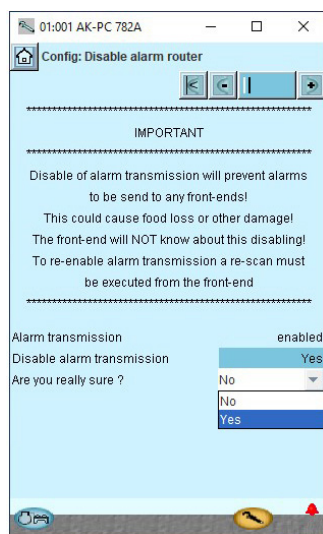 01:001 AK-PC 782A
Config: Disable alarm router
****************************************************************
IMPORTANT
****************************************************************
Disable of alarm transmission will prevent alarms
to be send to any front-ends!
This could cause food loss or other damage!
The front-end will NOT know about this disabling!
To re-enable alarm transmission a re-scan must
be executed from the front-end
****************************************************************
Alarm transmission enabled
Disable alarm transmission Yes
Are you really sure ? No
No
Yes